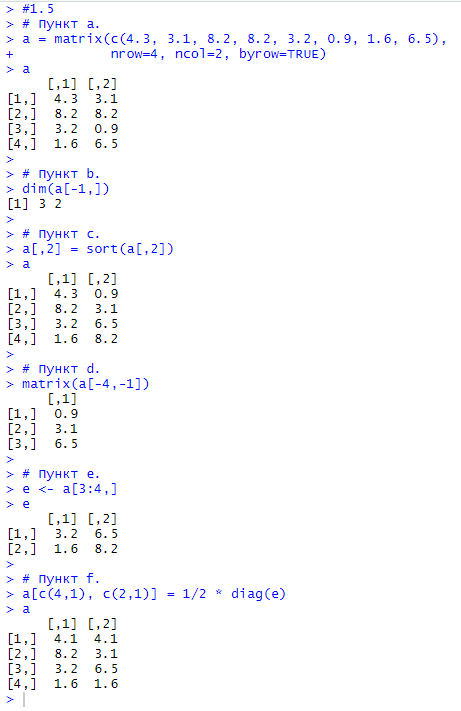 > #1.5
> # Пункт a.
> a = matrix(c(4.3, 3.1, 8.2, 8.2, 3.2, 0.9, 1.6, 6.5),
+            nrow=4, ncol=2, byrow=TRUE)
> a
     [,1] [,2]
[1,]  4.3  3.1
[2,]  8.2  8.2
[3,]  3.2  0.9
[4,]  1.6  6.5
>
> # Пункт b.
> dim(a[-1,])
[1] 3 2
>
> # Пункт c.
> a[,2] = sort(a[,2])
> a
     [,1] [,2]
[1,]  4.3  0.9
[2,]  8.2  3.1
[3,]  3.2  6.5
[4,]  1.6  8.2
>
> # Пункт d.
> matrix(a[-4,-1])
     [,1]
[1,]  0.9
[2,]  3.1
[3,]  6.5
>
> # Пункт e.
> e <- a[3:4,]
> e
     [,1] [,2]
[1,]  3.2  6.5
[2,]  1.6  8.2
>
> # Пункт f.
> a[c(4,1), c(2,1)] = 1/2 * diag(e)
> a
     [,1] [,2]
[1,]  4.1  4.1
[2,]  8.2  3.1
[3,]  3.2  6.5
[4,]  1.6  1.6
>